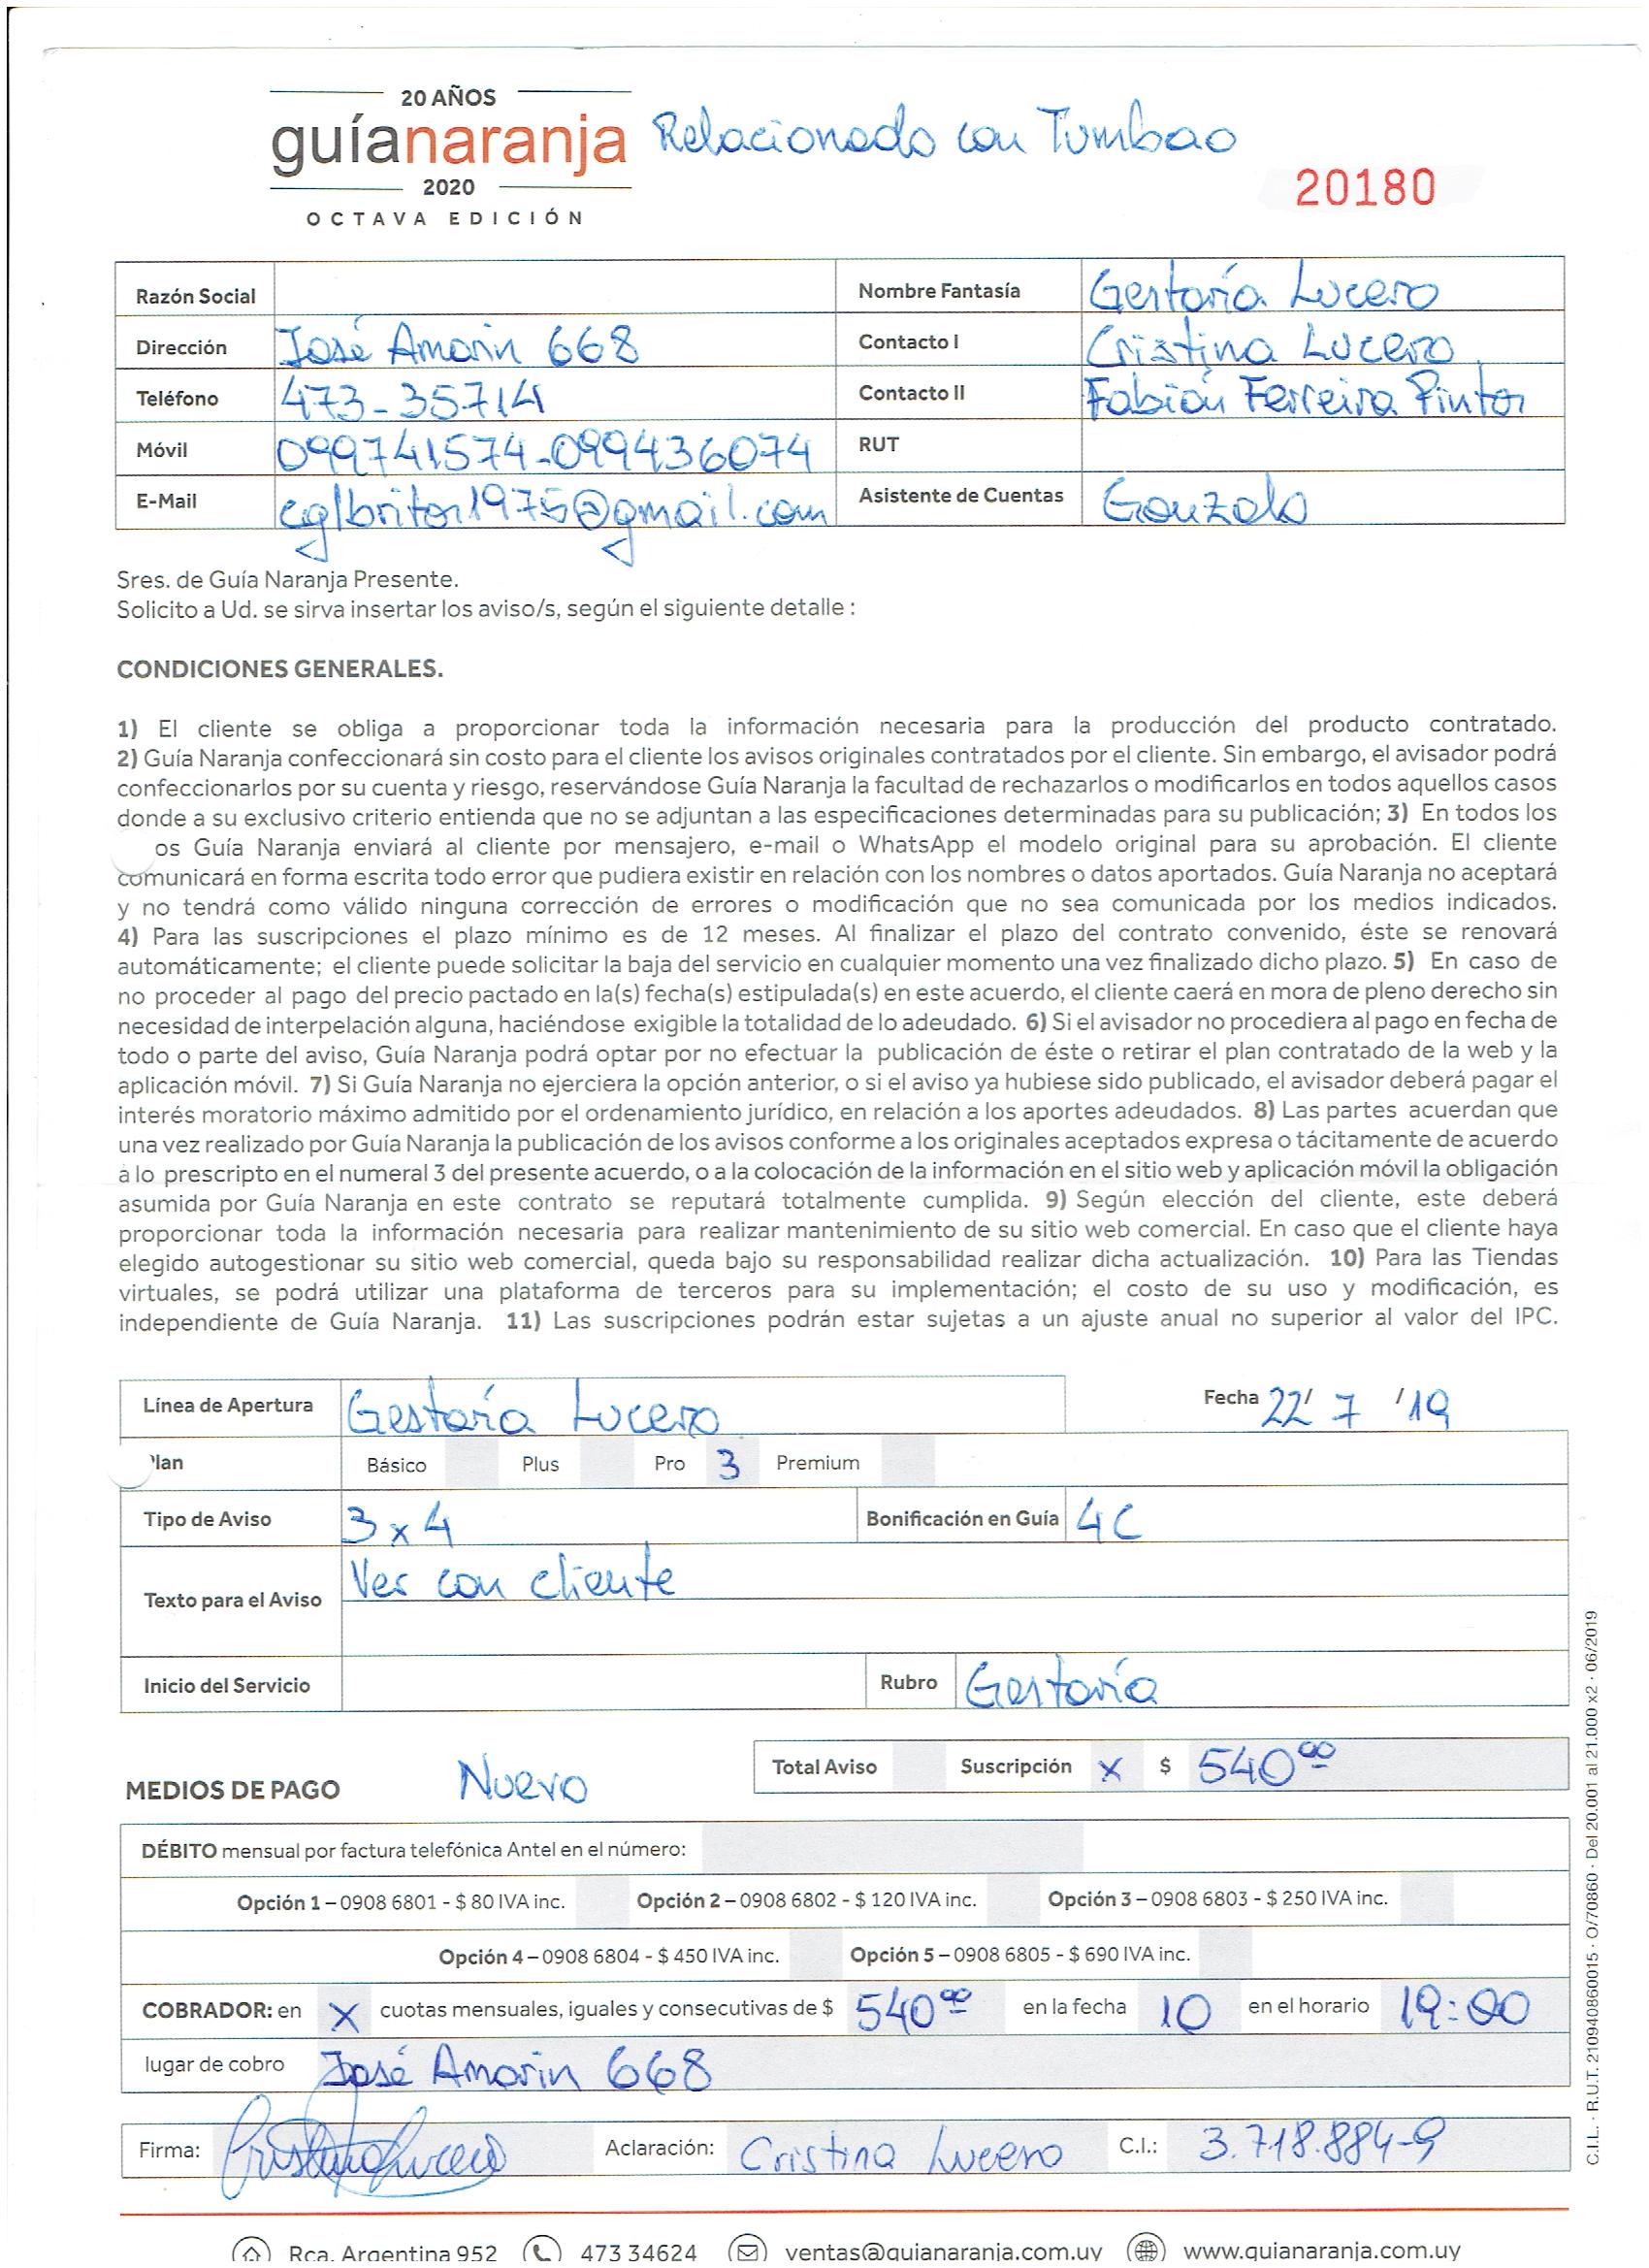 20 AÑOS
guíanaranja Relacionado con Tumbao
2020
20180
OCTAVA EDICIÓN
Razón Social
Nombre Fantasía Gestoría Lucero
Dirección José Amorin 668
Contacto I Cristina Lucero
Teléfono 473-35714
Contacto II Fabián Ferreira Pintor
Móvil 099741574-099436074
RUT
E-Mail cglbritor1975@gmail.com
Asistente de Cuentas Gonzalo
Sres. de Guía Naranja Presente.
Solicito a Ud. se sirva insertar los aviso/s, según el siguiente detalle :
CONDICIONES GENERALES.
1) El cliente se obliga a proporcionar toda la información necesaria para la producción del producto contratado.
2) Guía Naranja confeccionará sin costo para el cliente los avisos originales contratados por el cliente. Sin embargo, el avisador podrá
confeccionarlos por su cuenta y riesgo, reservándose Guía Naranja la facultad de rechazarlos o modificarlos en todos aquellos casos
donde a su exclusivo criterio entienda que no se adjuntan a las especificaciones determinadas para su publicación; 3) En todos los
os Guía Naranja enviará al cliente por mensajero, e-mail o WhatsApp el modelo original para su aprobación. El cliente
comunicará en forma escrita todo error que pudiera existir en relación con los nombres o datos aportados. Guía Naranja no aceptará
y no tendrá como válido ninguna corrección de errores o modificación que no sea comunicada por los medios indicados.
4) Para las suscripciones el plazo mínimo es de 12 meses. Al finalizar el plazo del contrato convenido, éste se renovará
automáticamente; el cliente puede solicitar la baja del servicio en cualquier momento una vez finalizado dicho plazo. 5) En caso de
no proceder al pago del precio pactado en la(s) fecha(s) estipulada(s) en este acuerdo, el cliente caerá en mora de pleno derecho sin
necesidad de interpelación alguna, haciéndose exigible la totalidad de lo adeudado. 6) Si el avisador no procediera al pago en fecha de
todo o parte del aviso, Guía Naranja podrá optar por no efectuar la publicación de éste o retirar el plan contratado de la web y la
aplicación móvil. 7) Si Guía Naranja no ejerciera la opción anterior, o si el aviso ya hubiese sido publicado, el avisador deberá pagar el
interés moratorio máximo admitido por el ordenamiento jurídico, en relación a los aportes adeudados. 8) Las partes acuerdan que
una vez realizado por Guía Naranja la publicación de los avisos conforme a los originales aceptados expresa o tácitamente de acuerdo
a lo prescripto en el numeral 3 del presente acuerdo, o a la colocación de la información en el sitio web y aplicación móvil la obligación
asumida por Guía Naranja en este contrato se reputará totalmente cumplida. 9) Según elección del cliente, este deberá
proporcionar toda la información necesaria para realizar mantenimiento de su sitio web comercial. En caso que el cliente haya
elegido autogestionar su sitio web comercial, queda bajo su responsabilidad realizar dicha actualización. 10) Para las Tiendas
virtuales, se podrá utilizar una plataforma de terceros para su implementación; el costo de su uso y modificación, es
independiente de Guía Naranja. 11) Las suscripciones podrán estar sujetas a un ajuste anual no superior al valor del IPC.
Línea de Apertura Gestoría Lucero
Fecha 22/ 7 /19
lan Básico Plus Pro 3 Premium
Tipo de Aviso 3x4 Bonificación en Guía 4C
Texto para el Aviso Ver con cliente
Inicio del Servicio Rubro Gestoría
MEDIOS DE PAGO Nuevo
Total Aviso Suscripción x $ 540⁰⁰
DÉBITO mensual por factura telefónica Antel en el número:
Opción 1 – 0908 6801 - $ 80 IVA inc. Opción 2 – 0908 6802 - $ 120 IVA inc. Opción 3 – 0908 6803 - $ 250 IVA inc.
Opción 4 – 0908 6804 - $ 450 IVA inc. Opción 5 – 0908 6805 - $ 690 IVA inc.
COBRADOR: en X cuotas mensuales, iguales y consecutivas de $ 540⁰⁰ en la fecha 10 en el horario 19:00
lugar de cobro José Amorin 668
Firma: Cristina Lucero Aclaración: Cristina Lucero C.I.: 3.718.884-9
C.I.L. · R.U.T. 210940860015 · O/70860 · Del 20.001 al 21.000 x2 · 06/2019
Rca. Argentina 952 473 34624 ventas@guianaranja.com.uy www.guianaranja.com.uy